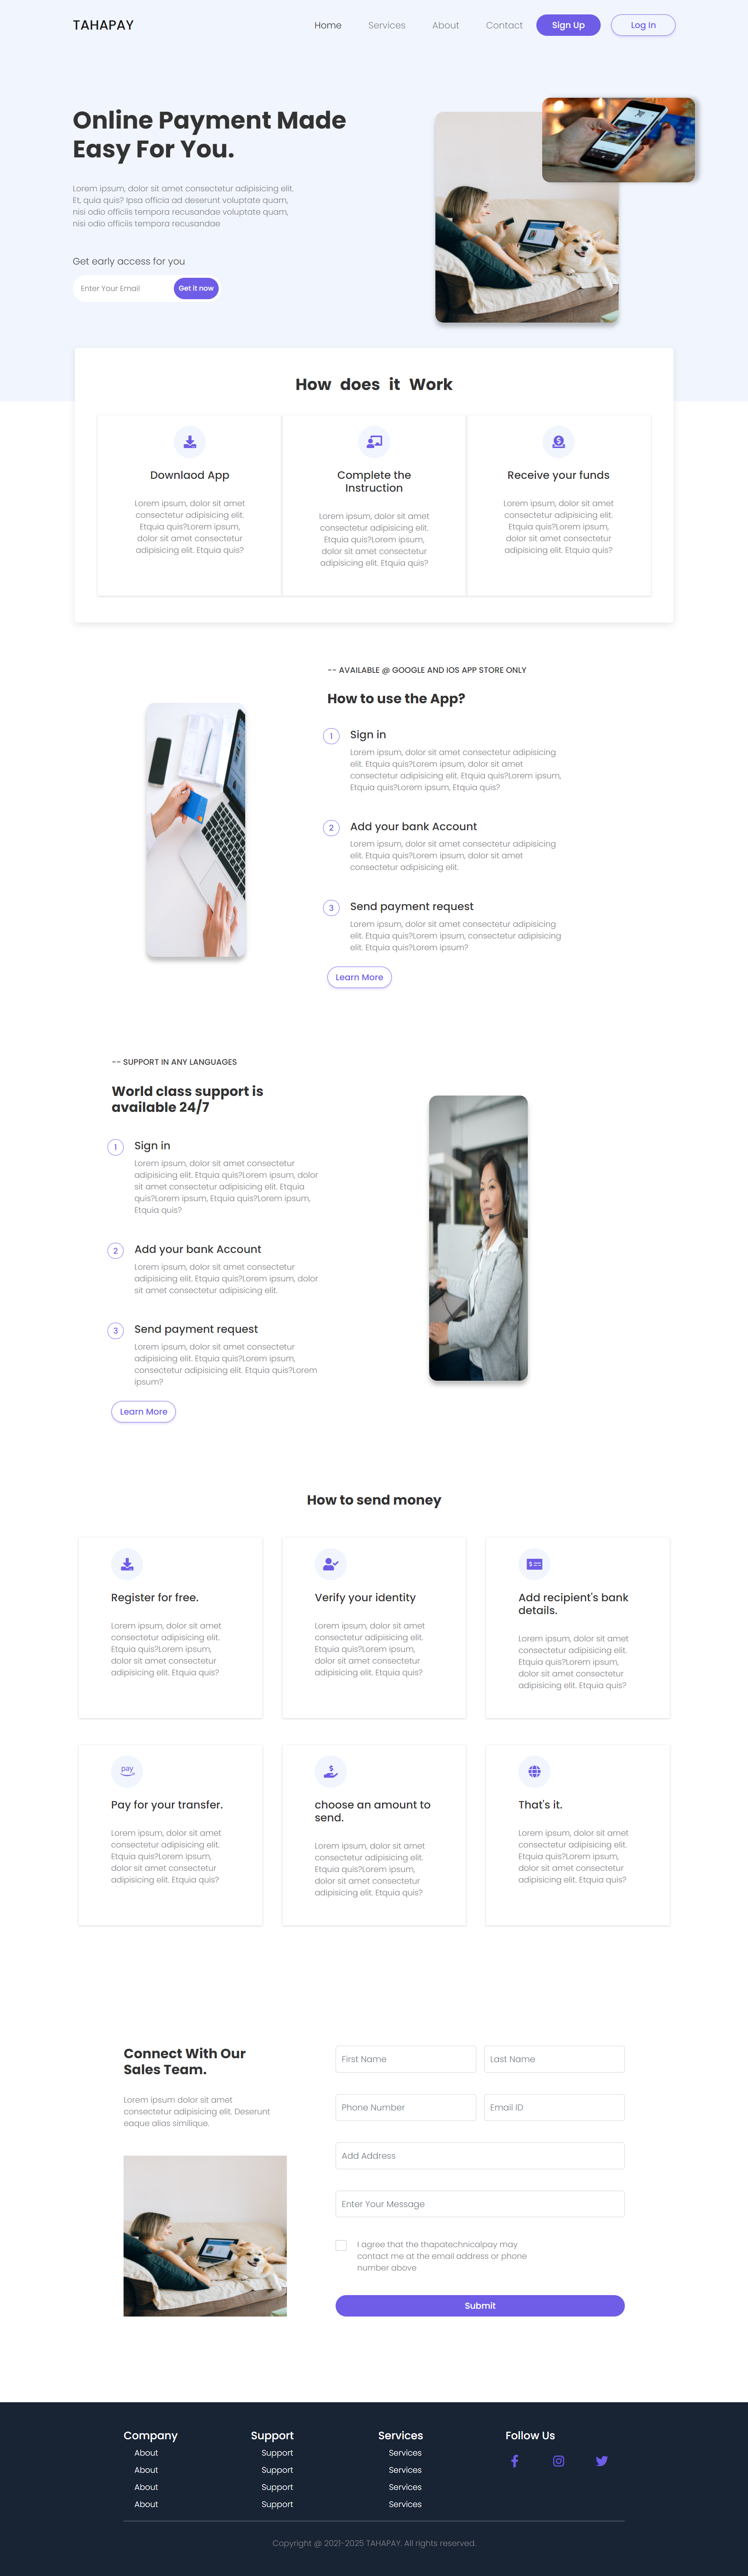 TAHAPAY
Home Services About Contact Sign Up Log In
Online Payment Made
Easy For You.
Lorem ipsum, dolor sit amet consectetur adipisicing elit.
Et, quia quis? Ipsa officia ad deserunt voluptate quam,
nisi odio officiis tempora recusandae voluptate quam,
nisi odio officiis tempora recusandae
Get early access for you
Enter Your Email Get it now
How does it Work
Downlaod App
Lorem ipsum, dolor sit amet
consectetur adipisicing elit.
Etquia quis?Lorem ipsum,
dolor sit amet consectetur
adipisicing elit. Etquia quis?
Complete the
Instruction
Lorem ipsum, dolor sit amet
consectetur adipisicing elit.
Etquia quis?Lorem ipsum,
dolor sit amet consectetur
adipisicing elit. Etquia quis?
Receive your funds
Lorem ipsum, dolor sit amet
consectetur adipisicing elit.
Etquia quis?Lorem ipsum,
dolor sit amet consectetur
adipisicing elit. Etquia quis?
-- AVAILABLE @ GOOGLE AND IOS APP STORE ONLY
How to use the App?
1 Sign in
Lorem ipsum, dolor sit amet consectetur adipisicing
elit. Etquia quis?Lorem ipsum, dolor sit amet
consectetur adipisicing elit. Etquia quis?Lorem ipsum,
Etquia quis?Lorem ipsum, Etquia quis?
2 Add your bank Account
Lorem ipsum, dolor sit amet consectetur adipisicing
elit. Etquia quis?Lorem ipsum, dolor sit amet
consectetur adipisicing elit.
3 Send payment request
Lorem ipsum, dolor sit amet consectetur adipisicing
elit. Etquia quis?Lorem ipsum, consectetur adipisicing
elit. Etquia quis?Lorem ipsum?
Learn More
-- SUPPORT IN ANY LANGUAGES
World class support is
available 24/7
1 Sign in
Lorem ipsum, dolor sit amet consectetur
adipisicing elit. Etquia quis?Lorem ipsum, dolor
sit amet consectetur adipisicing elit. Etquia
quis?Lorem ipsum, Etquia quis?Lorem ipsum,
Etquia quis?
2 Add your bank Account
Lorem ipsum, dolor sit amet consectetur
adipisicing elit. Etquia quis?Lorem ipsum, dolor
sit amet consectetur adipisicing elit.
3 Send payment request
Lorem ipsum, dolor sit amet consectetur
adipisicing elit. Etquia quis?Lorem ipsum,
consectetur adipisicing elit. Etquia quis?Lorem
ipsum?
Learn More
How to send money
Register for free.
Lorem ipsum, dolor sit amet
consectetur adipisicing elit.
Etquia quis?Lorem ipsum,
dolor sit amet consectetur
adipisicing elit. Etquia quis?
Verify your identity
Lorem ipsum, dolor sit amet
consectetur adipisicing elit.
Etquia quis?Lorem ipsum,
dolor sit amet consectetur
adipisicing elit. Etquia quis?
Add recipient's bank
details.
Lorem ipsum, dolor sit amet
consectetur adipisicing elit.
Etquia quis?Lorem ipsum,
dolor sit amet consectetur
adipisicing elit. Etquia quis?
pay
Pay for your transfer.
Lorem ipsum, dolor sit amet
consectetur adipisicing elit.
Etquia quis?Lorem ipsum,
dolor sit amet consectetur
adipisicing elit. Etquia quis?
choose an amount to
send.
Lorem ipsum, dolor sit amet
consectetur adipisicing elit.
Etquia quis?Lorem ipsum,
dolor sit amet consectetur
adipisicing elit. Etquia quis?
That's it.
Lorem ipsum, dolor sit amet
consectetur adipisicing elit.
Etquia quis?Lorem ipsum,
dolor sit amet consectetur
adipisicing elit. Etquia quis?
Connect With Our
Sales Team.
Lorem ipsum dolor sit amet
consectetur adipisicing elit. Deserunt
eaque alias similique.
First Name Last Name
Phone Number Email ID
Add Address
Enter Your Message
I agree that the thapatechnicalpay may
contact me at the email address or phone
number above
Submit
Company Support Services Follow Us
About Support Services
About Support Services
About Support Services
About Support Services
Copyright @ 2021-2025 TAHAPAY. All rights reserved.